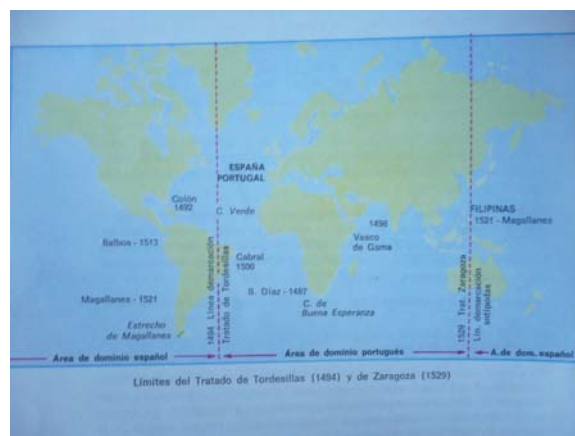 ESPAÑA
PORTUGAL
Colón
1492
C. Verde
FILIPINAS
1521 - Magallanes
1498
Vasco
de Gama
Balboa - 1513
Cabral
1500
B. Díaz - 1487
C. de
Buena Esperanza
Magallanes - 1521
Estrecho
de Magallanes
1494 Línea demarcación
Tratado de Tordesillas
1529 Trat. Zaragoza
Lín. demarcación
antípodas
Area de dominio español
Area de dominio portugués
A. de dom. español
Límites del Tratado de Tordesillas (1494) y de Zaragoza (1529)